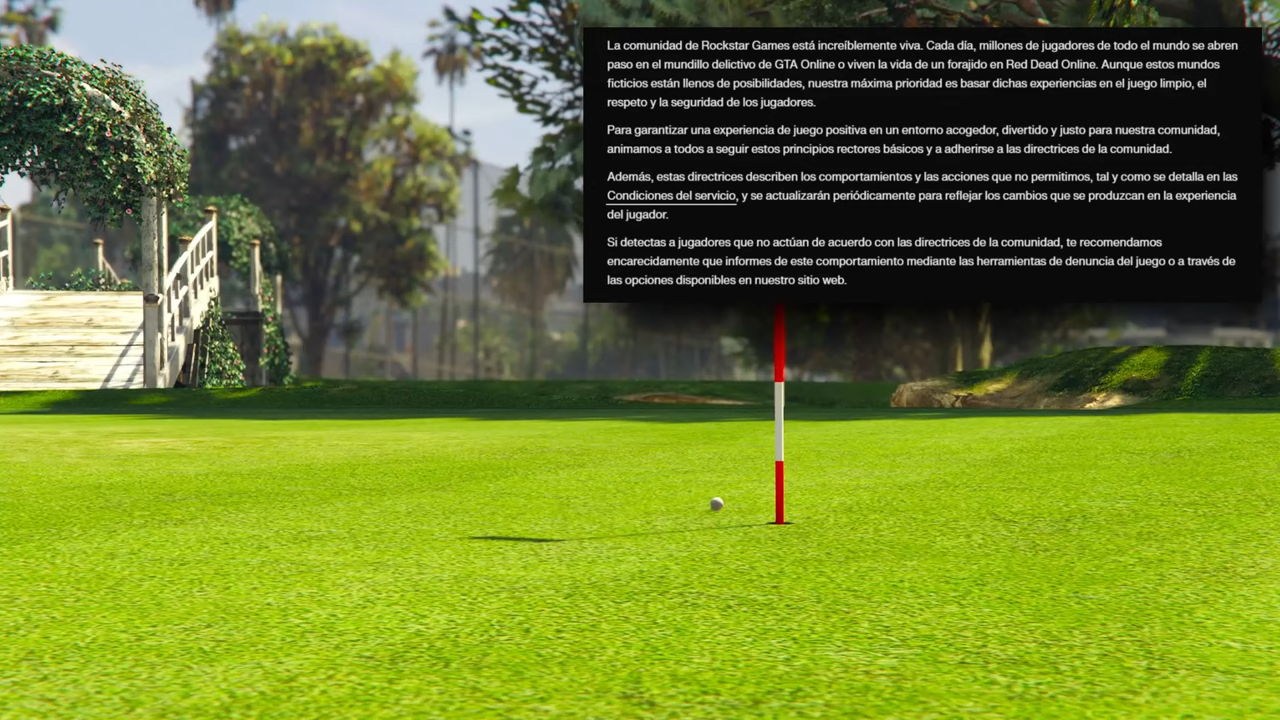 La comunidad de Rockstar Games está increíblemente viva. Cada día, millones de jugadores de todo el mundo se abren
paso en el mundillo delictivo de GTA Online o viven la vida de un forajido en Red Dead Online. Aunque estos mundos
ficticios están llenos de posibilidades, nuestra máxima prioridad es basar dichas experiencias en el juego limpio, el
respeto y la seguridad de los jugadores.
Para garantizar una experiencia de juego positiva en un entorno acogedor, divertido y justo para nuestra comunidad,
animamos a todos a seguir estos principios rectores básicos y a adherirse a las directrices de la comunidad.
Además, estas directrices describen los comportamientos y las acciones que no permitimos, tal y como se detalla en las
Condiciones del servicio, y se actualizarán periódicamente para reflejar los cambios que se produzcan en la experiencia
del jugador.
Si detectas a jugadores que no actúan de acuerdo con las directrices de la comunidad, te recomendamos
encarecidamente que informes de este comportamiento mediante las herramientas de denuncia del juego o a través de
las opciones disponibles en nuestro sitio web.